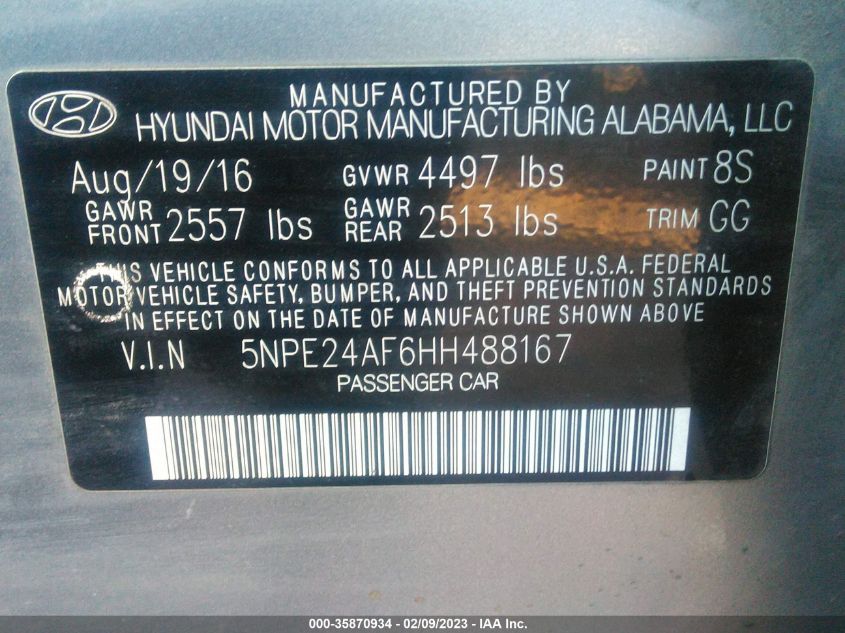 MANUFACTURED BY
HYUNDAI MOTOR MANUFACTURING ALABAMA, LLC
Aug/19/16 GVWR 4497 lbs PAINT 8S
GAWR FRONT 2557 lbs GAWR REAR 2513 lbs TRIM GG
THIS VEHICLE CONFORMS TO ALL APPLICABLE U.S.A. FEDERAL
MOTOR VEHICLE SAFETY, BUMPER, AND THEFT PREVENTION STANDARDS
IN EFFECT ON THE DATE OF MANUFACTURE SHOWN ABOVE
V.I.N 5NPE24AF6HH488167
PASSENGER CAR
000-35870934 - 02/09/2023 - IAA Inc.